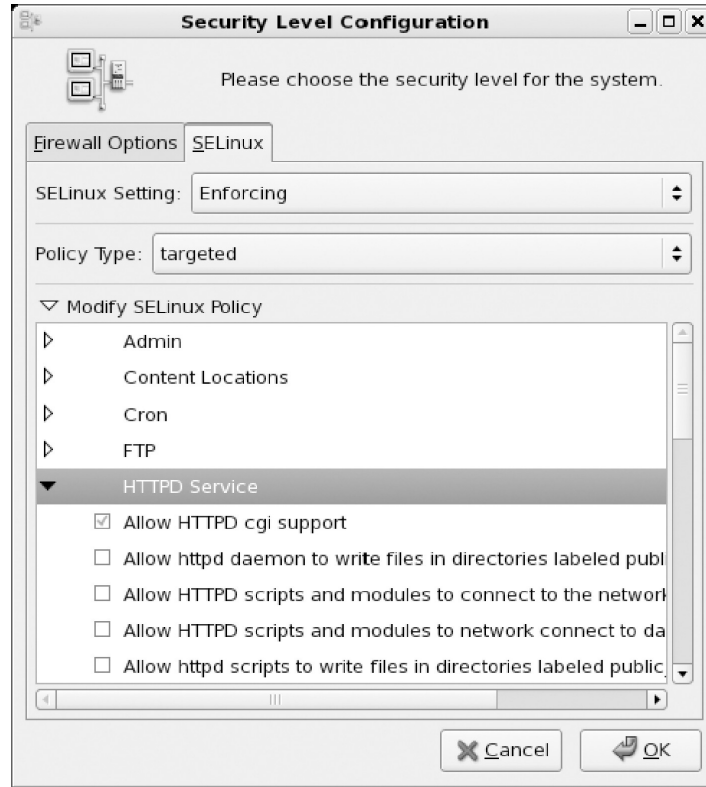 Security Level Configuration
Please choose the security level for the system.
Firewall Options SELinux
SELinux Setting: Enforcing
Policy Type: targeted
Modify SELinux Policy
Admin
Content Locations
Cron
FTP
HTTPD Service
Allow HTTPD cgi support
Allow httpd daemon to write files in directories labeled publ
Allow HTTPD scripts and modules to connect to the network
Allow HTTPD scripts and modules to network connect to da
Allow httpd scripts to write files in directories labeled public_
Cancel OK